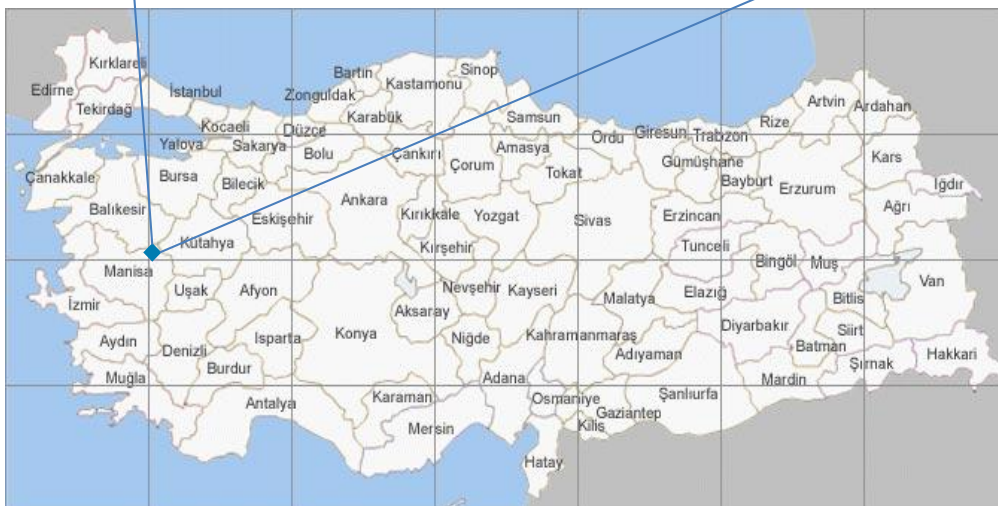 Kırklareli
Edirne
Tekirdağ
İstanbul
Kocaeli
Yalova
Sakarya
Düzce
Zonguldak
Bartın
Karabük
Kastamonu
Sinop
Samsun
Ordu
Giresun
Trabzon
Rize
Artvin
Ardahan
Çanakkale
Bursa
Bilecik
Bolu
Çankırı
Çorum
Amasya
Tokat
Gümüşhane
Bayburt
Erzurum
Kars
Iğdır
Balıkesir
Kütahya
Eskişehir
Ankara
Kırıkkale
Yozgat
Sivas
Erzincan
Ağrı
Manisa
Kırşehir
Tunceli
Bingöl
Muş
Van
İzmir
Uşak
Afyon
Konya
Aksaray
Nevşehir
Kayseri
Malatya
Elazığ
Bitlis
Aydın
Denizli
Isparta
Niğde
Kahramanmaraş
Adıyaman
Diyarbakır
Batman
Siirt
Şırnak
Hakkari
Muğla
Burdur
Antalya
Karaman
Mersin
Adana
Osmaniye
Gaziantep
Kilis
Şanlıurfa
Mardin
Hatay